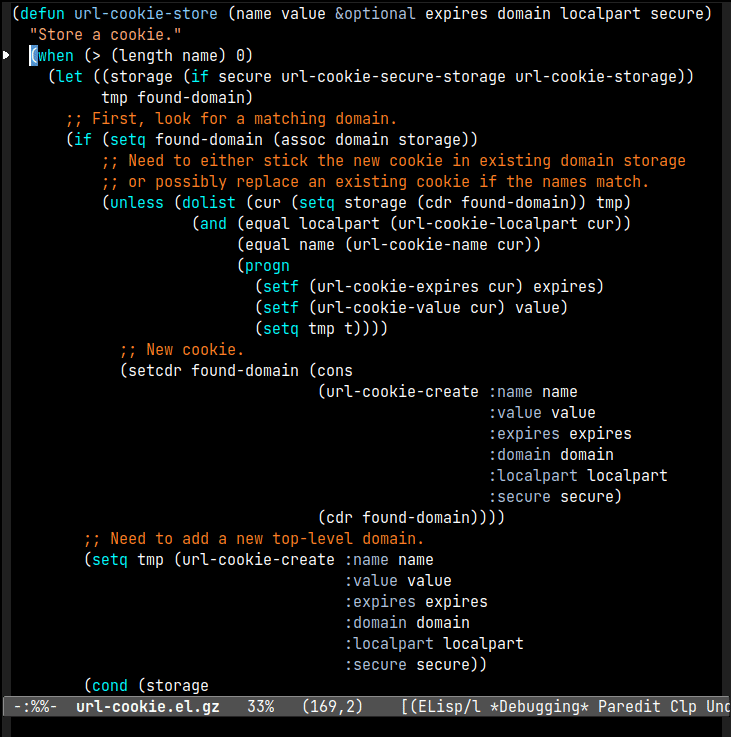 (defun url-cookie-store (name value &optional expires domain localpart secure)
  "Store a cookie."
  (when (> (length name) 0)
    (let ((storage (if secure url-cookie-secure-storage url-cookie-storage))
          tmp found-domain)
      ;; First, look for a matching domain.
      (if (setq found-domain (assoc domain storage))
          ;; Need to either stick the new cookie in existing domain storage
          ;; or possibly replace an existing cookie if the names match.
          (unless (dolist (cur (setq storage (cdr found-domain)) tmp)
                    (and (equal localpart (url-cookie-localpart cur))
                         (equal name (url-cookie-name cur))
                         (progn
                           (setf (url-cookie-expires cur) expires)
                           (setf (url-cookie-value cur) value)
                           (setq tmp t))))
            ;; New cookie.
            (setcdr found-domain (cons
                                  (url-cookie-create :name name
                                                     :value value
                                                     :expires expires
                                                     :domain domain
                                                     :localpart localpart
                                                     :secure secure)
                                  (cdr found-domain))))
        ;; Need to add a new top-level domain.
        (setq tmp (url-cookie-create :name name
                                     :value value
                                     :expires expires
                                     :domain domain
                                     :localpart localpart
                                     :secure secure))
        (cond (storage
-:%%-  url-cookie.el.gz   33%   (169,2)    [(ELisp/l *Debugging* Paredit Clp Und